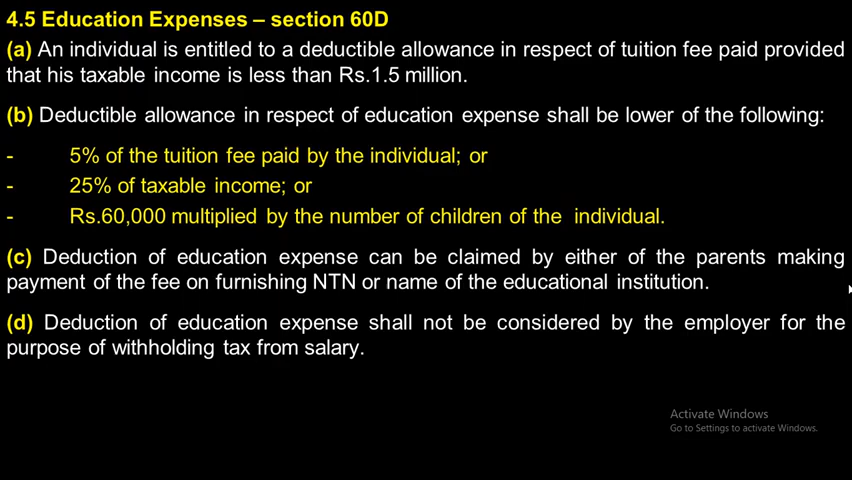 4.5 Education Expenses – section 60D
(a) An individual is entitled to a deductible allowance in respect of tuition fee paid provided
that his taxable income is less than Rs.1.5 million.
(b) Deductible allowance in respect of education expense shall be lower of the following:
- 5% of the tuition fee paid by the individual; or
- 25% of taxable income; or
- Rs.60,000 multiplied by the number of children of the individual.
(c) Deduction of education expense can be claimed by either of the parents making
payment of the fee on furnishing NTN or name of the educational institution.
(d) Deduction of education expense shall not be considered by the employer for the
purpose of withholding tax from salary.
Activate Windows
Go to Settings to activate Windows.